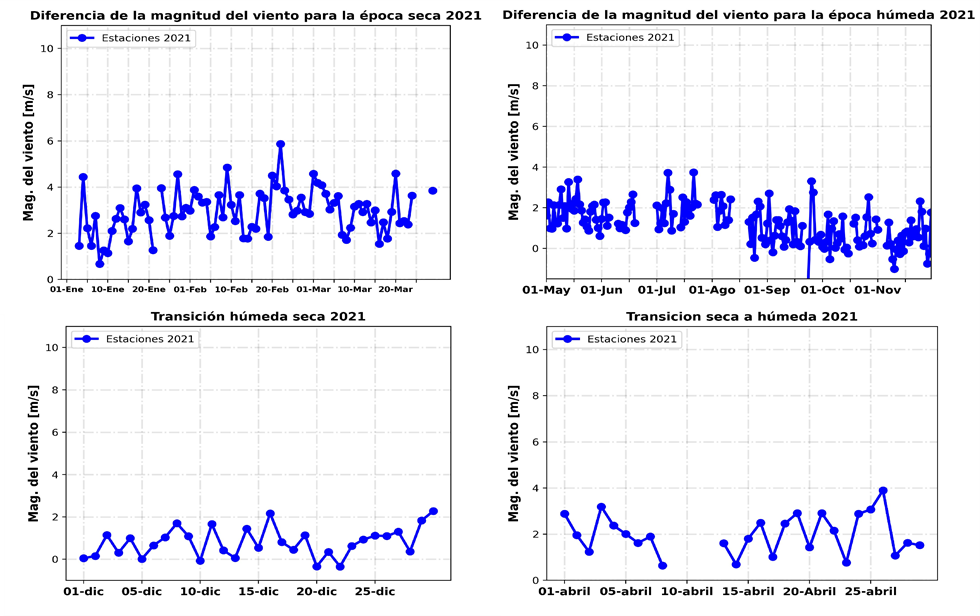 Diferencia de la magnitud del viento para la época seca 2021
Estaciones 2021
Mag. del viento [m/s]
10
8
6
4
2
0
01-Ene 10-Ene 20-Ene 01-Feb 10-Feb 20-Feb 01-Mar 10-Mar 20-Mar
Diferencia de la magnitud del viento para la época húmeda 2021
Estaciones 2021
Mag. del viento [m/s]
10
8
6
4
2
0
01-May 01-Jun 01-Jul 01-Ago 01-Sep 01-Oct 01-Nov
Transición húmeda seca 2021
Estaciones 2021
Mag. del viento [m/s]
10
8
6
4
2
0
01-dic 05-dic 10-dic 15-dic 20-dic 25-dic
Transicion seca a húmeda 2021
Estaciones 2021
Mag. del viento [m/s]
10
8
6
4
2
0
01-abril 05-abril 10-Abril 15-abril 20-Abril 25-abril